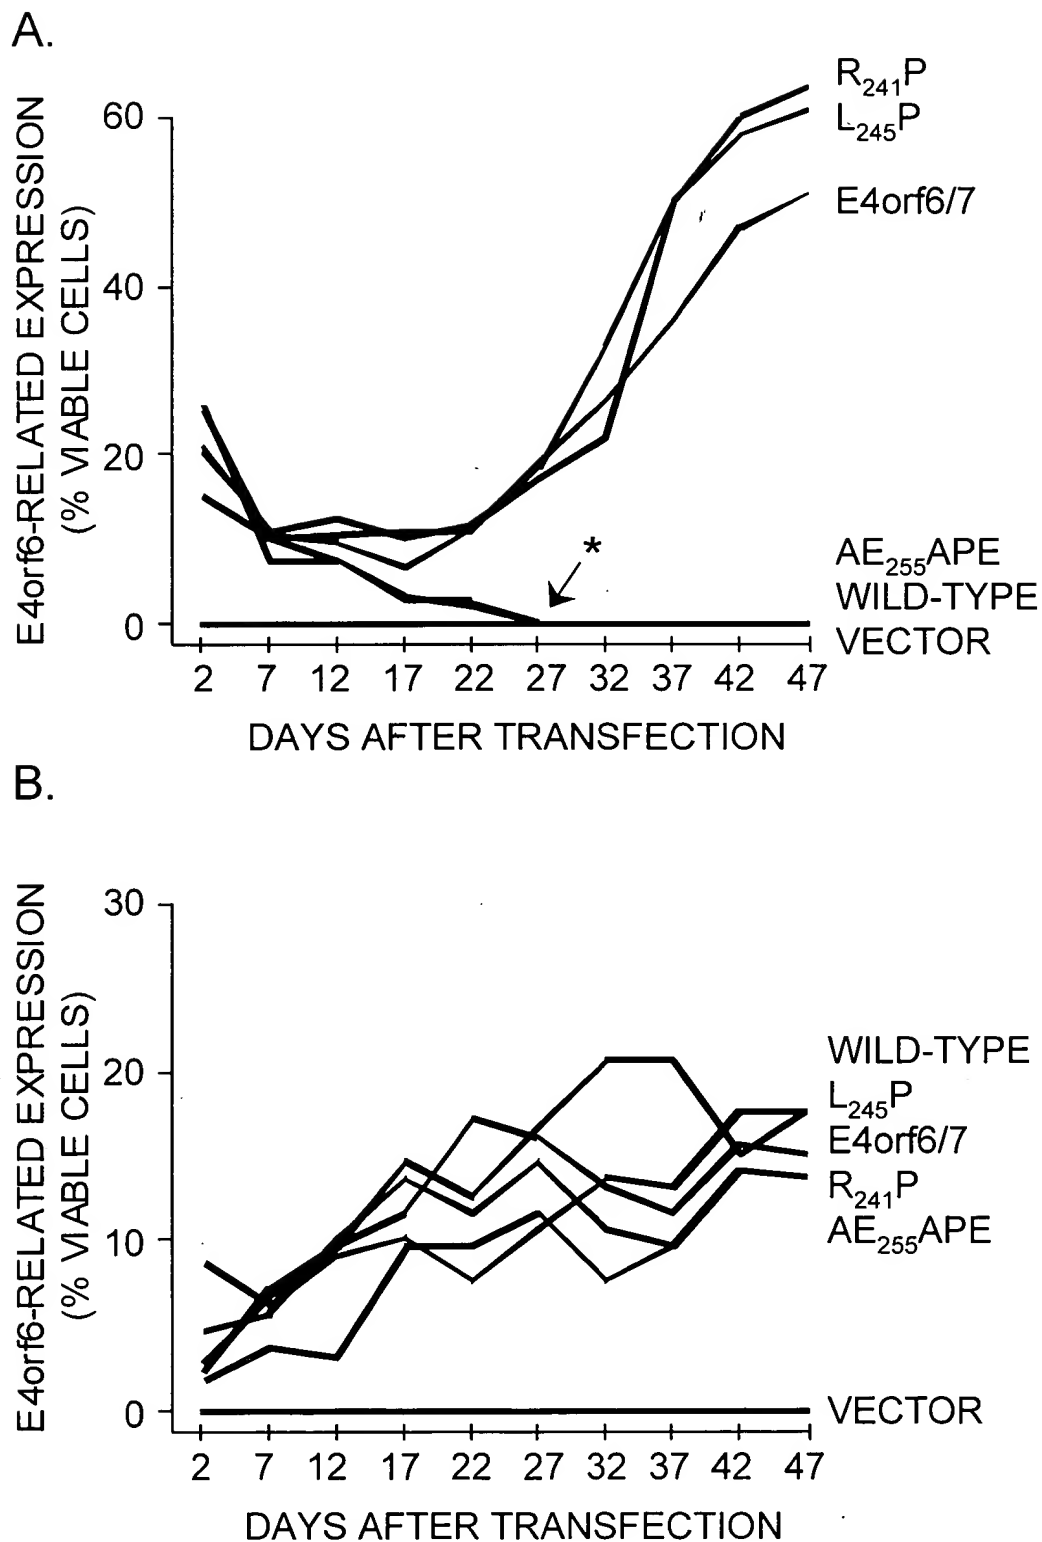 A.
E4orf6-RELATED EXPRESSION
(% VIABLE CELLS)
60
40
20
0
R241P
L245P
E4orf6/7
*
AE255APE
WILD-TYPE
VECTOR
2 7 12 17 22 27 32 37 42 47
DAYS AFTER TRANSFECTION
B.
E4orf6-RELATED EXPRESSION
(% VIABLE CELLS)
30
20
10
0
WILD-TYPE
L245P
E4orf6/7
R241P
AE255APE
VECTOR
2 7 12 17 22 27 32 37 42 47
DAYS AFTER TRANSFECTION